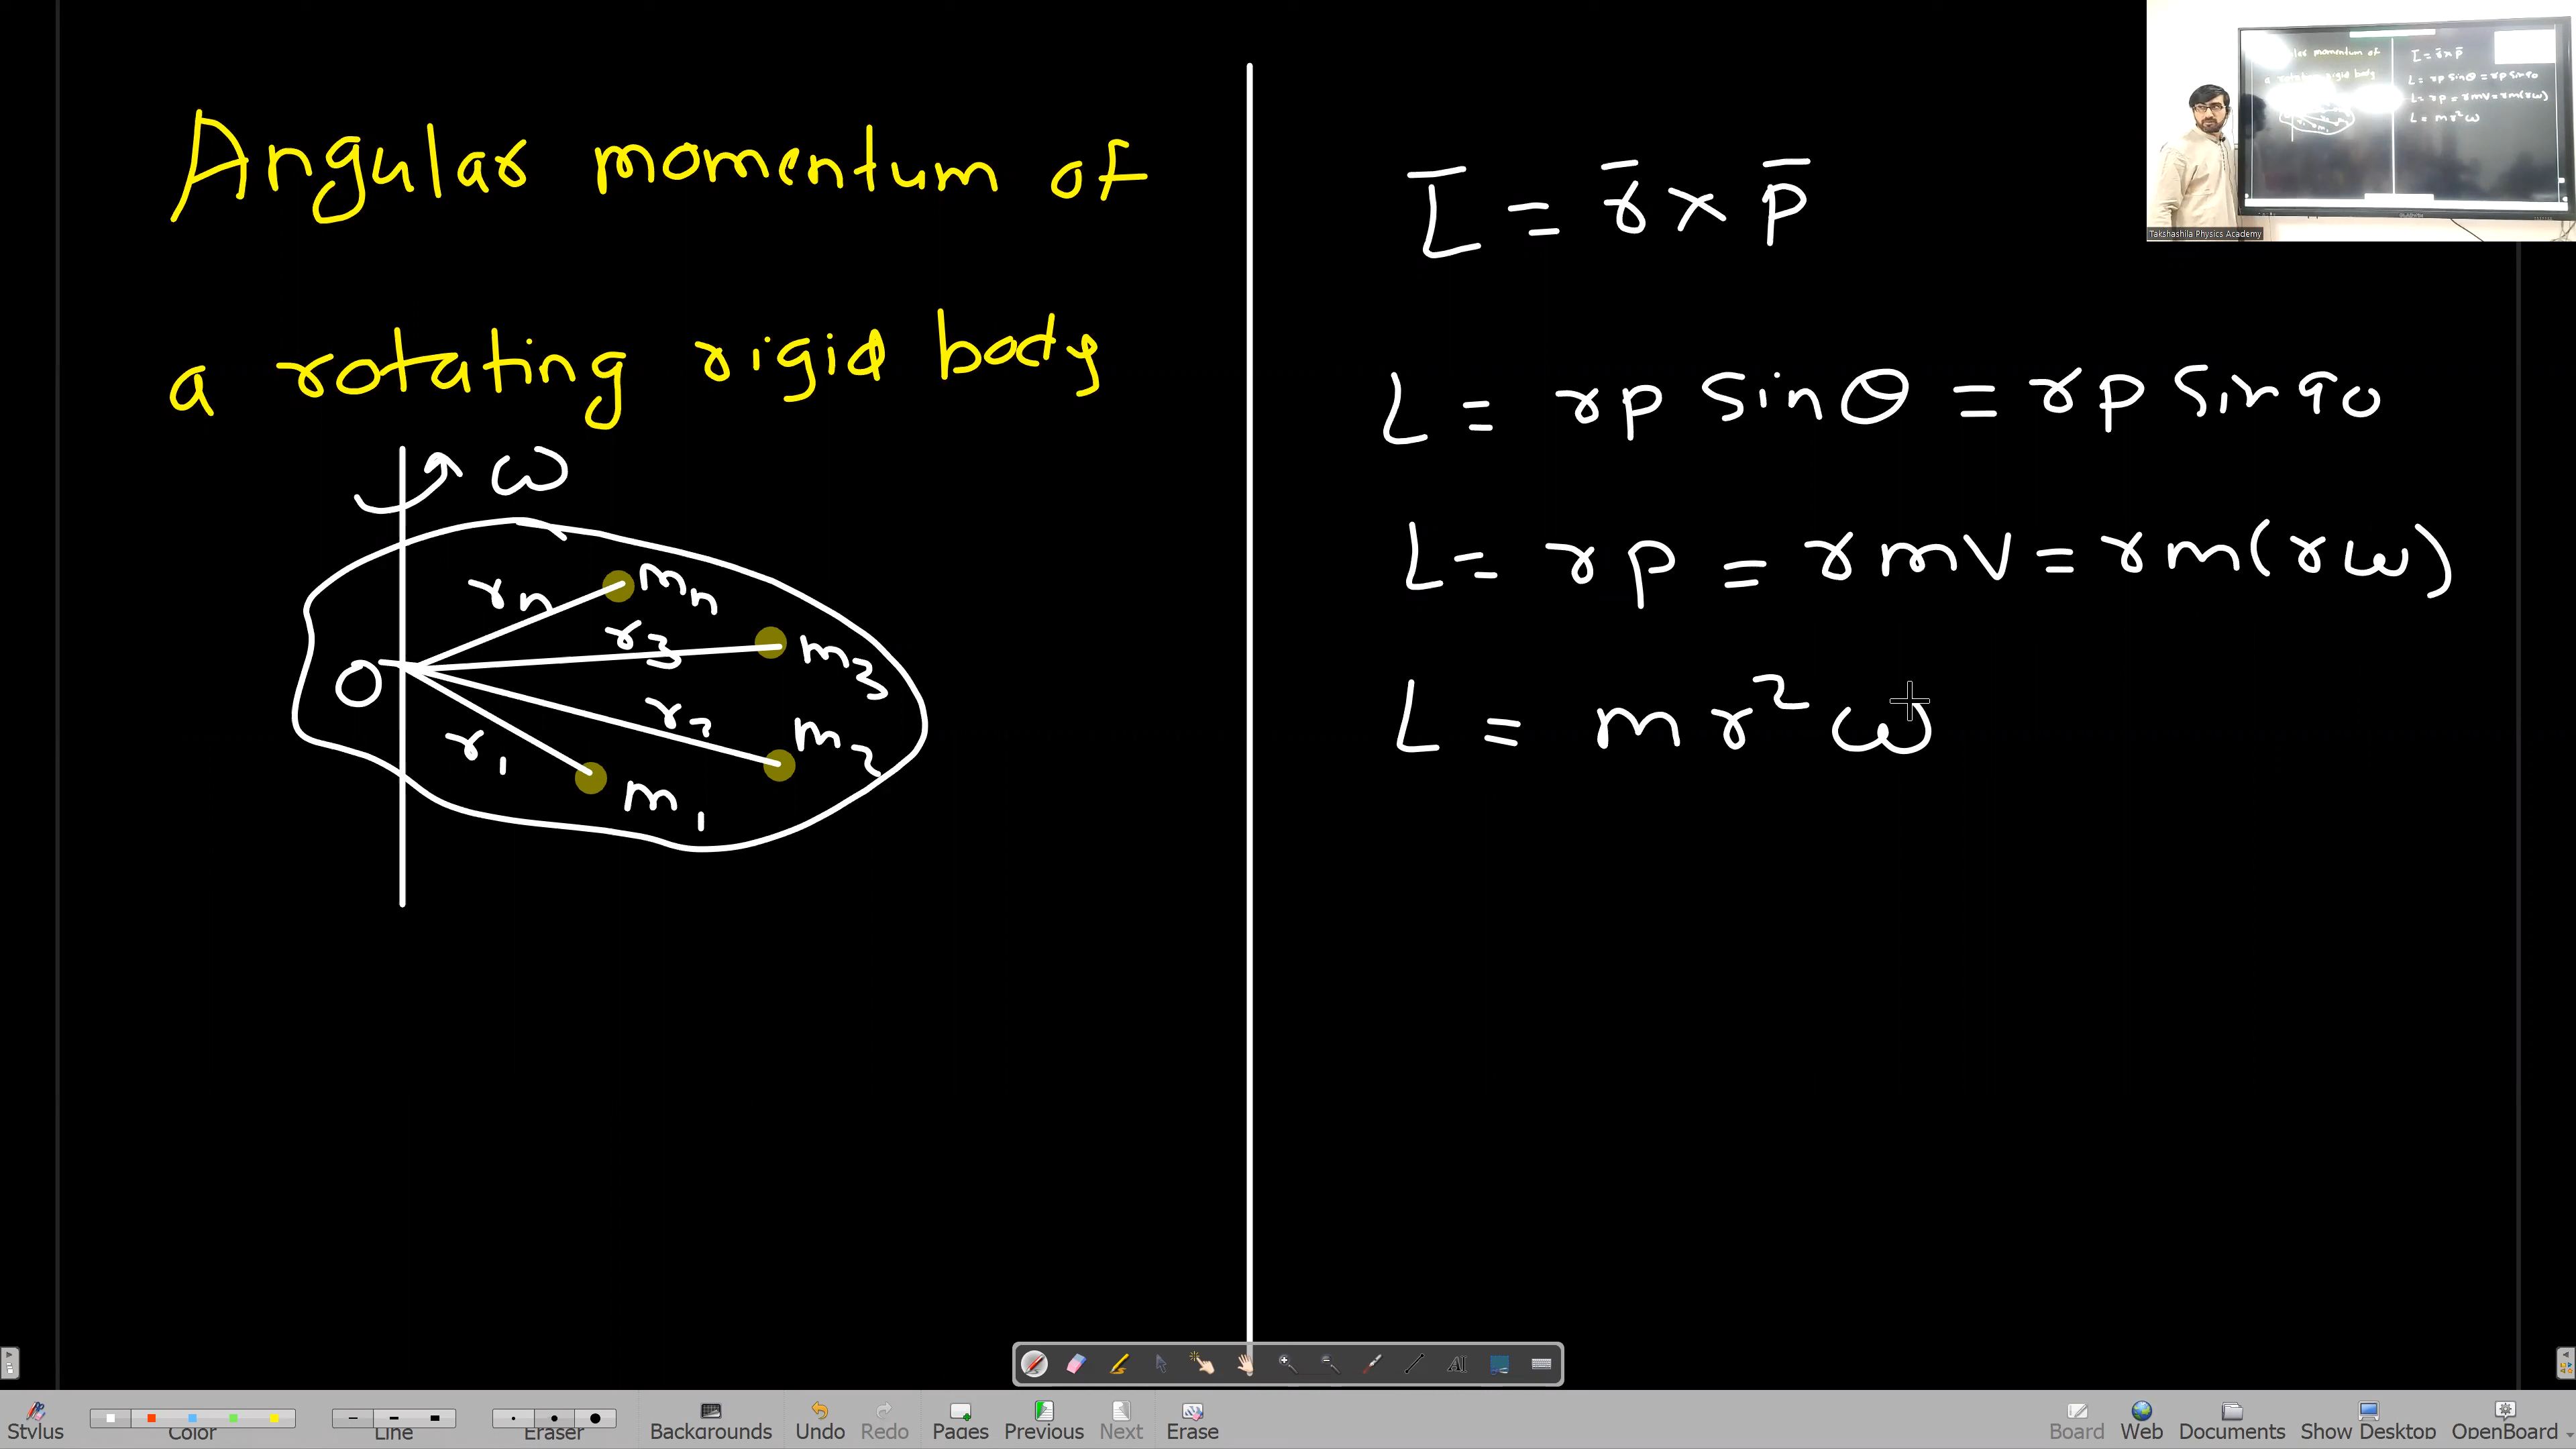 Angular momentum of
a rotating rigid body
ω
rn mn
r3 m3
O
r2 m2
r1 m1
L̅ = r̅ × p̅
L = rp sinθ = rp sin90
L = rp = rmv = rm(rω)
L = mr²ω
Takshashila Physics Academy
Stylus Color Line Eraser Backgrounds Undo Redo Pages Previous Next Erase Board Web Documents Show Desktop OpenBoard